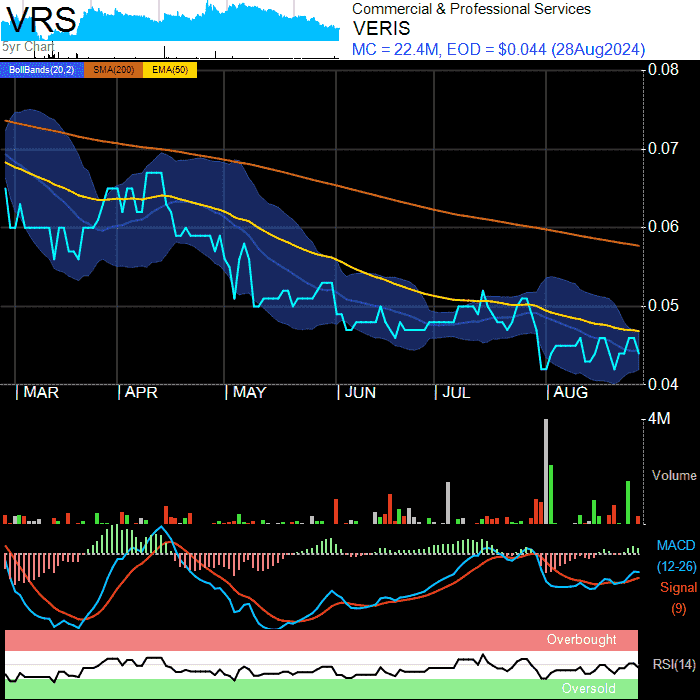 VRS
5yr Chart
Commercial & Professional Services
VERIS
MC = 22.4M, EOD = $0.044 (28Aug2024)
BollBands(20,2) SMA(200) EMA(50)
0.08
0.07
0.06
0.05
0.04
MAR APR MAY JUN JUL AUG
4M
Volume
MACD
(12-26)
Signal
(9)
Overbought
RSI(14)
Oversold